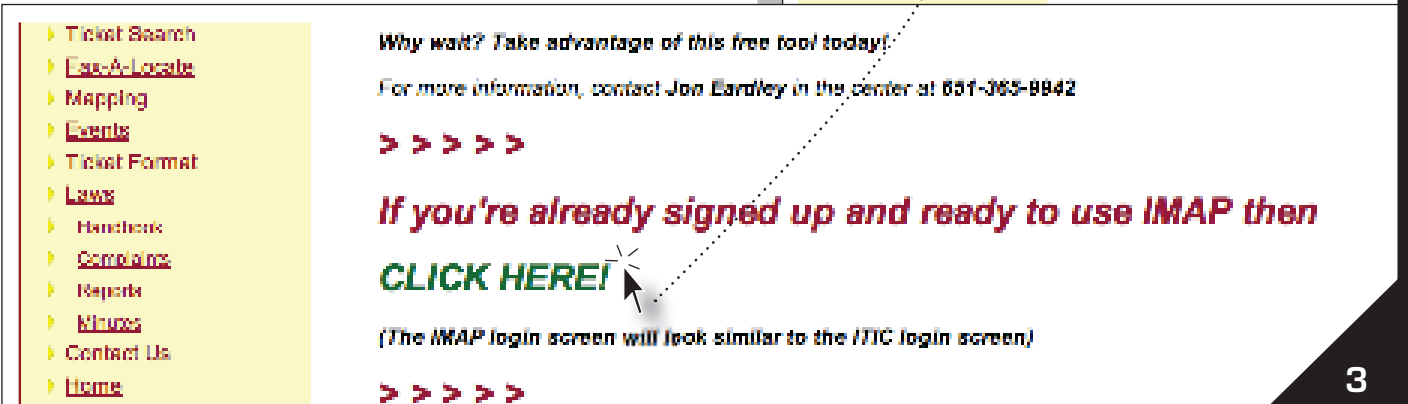 Ticket Search
Fax-A-Locate
Mapping
Events
Ticket Format
Laws
Handbook
Complaints
Reports
Minutes
Contact Us
Home
Why wait? Take advantage of this free tool today!
For more information, contact Jon Eardley in the center at 651-365-9942
> > > > >
If you're already signed up and ready to use IMAP then
CLICK HERE!
(The IMAP login screen will look similar to the ITIC login screen)
> > > > >
3